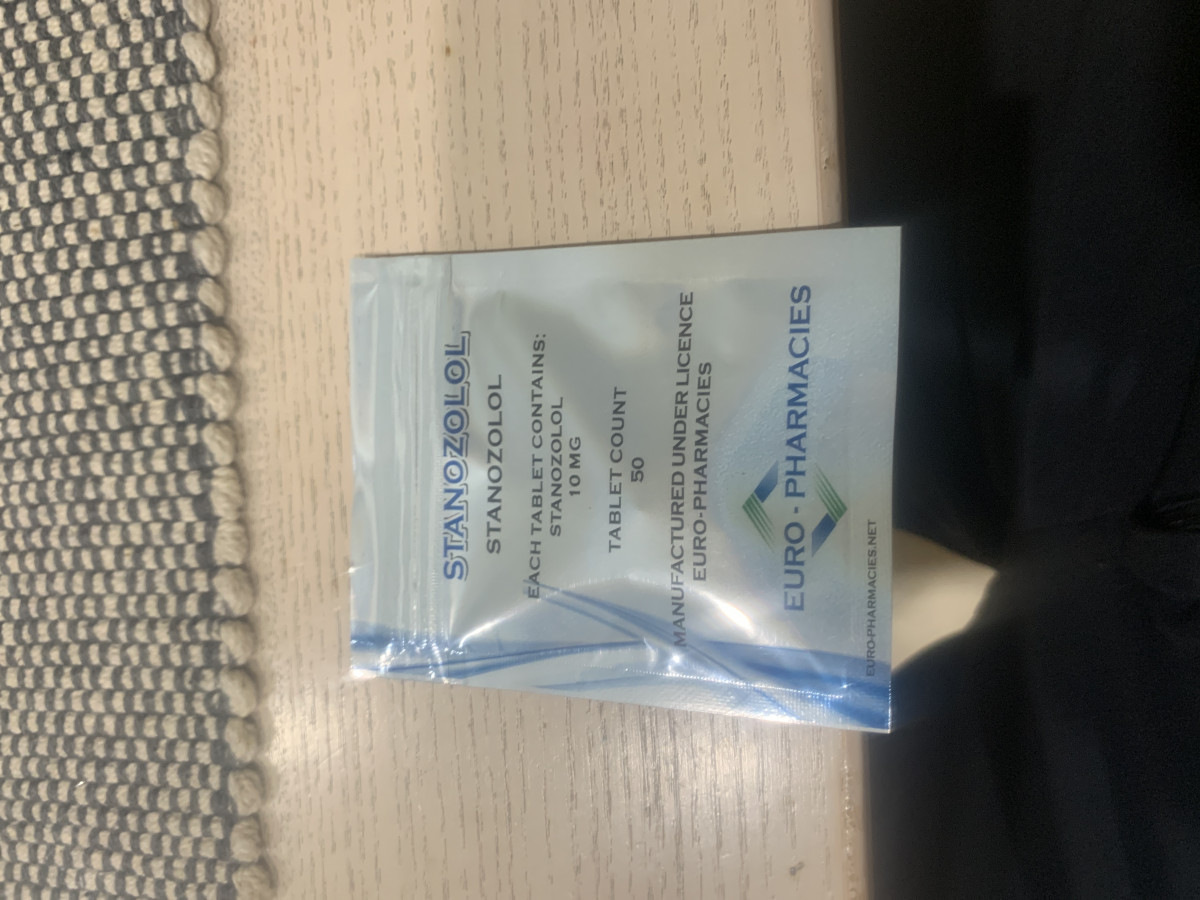 STANOZOLOL
STANOZOLOL
EACH TABLET CONTAINS:
STANOZOLOL
10 MG
TABLET COUNT
50
MANUFACTURED UNDER LICENCE
EURO-PHARMACIES
EURO - PHARMACIES
EURO-PHARMACIES.NET